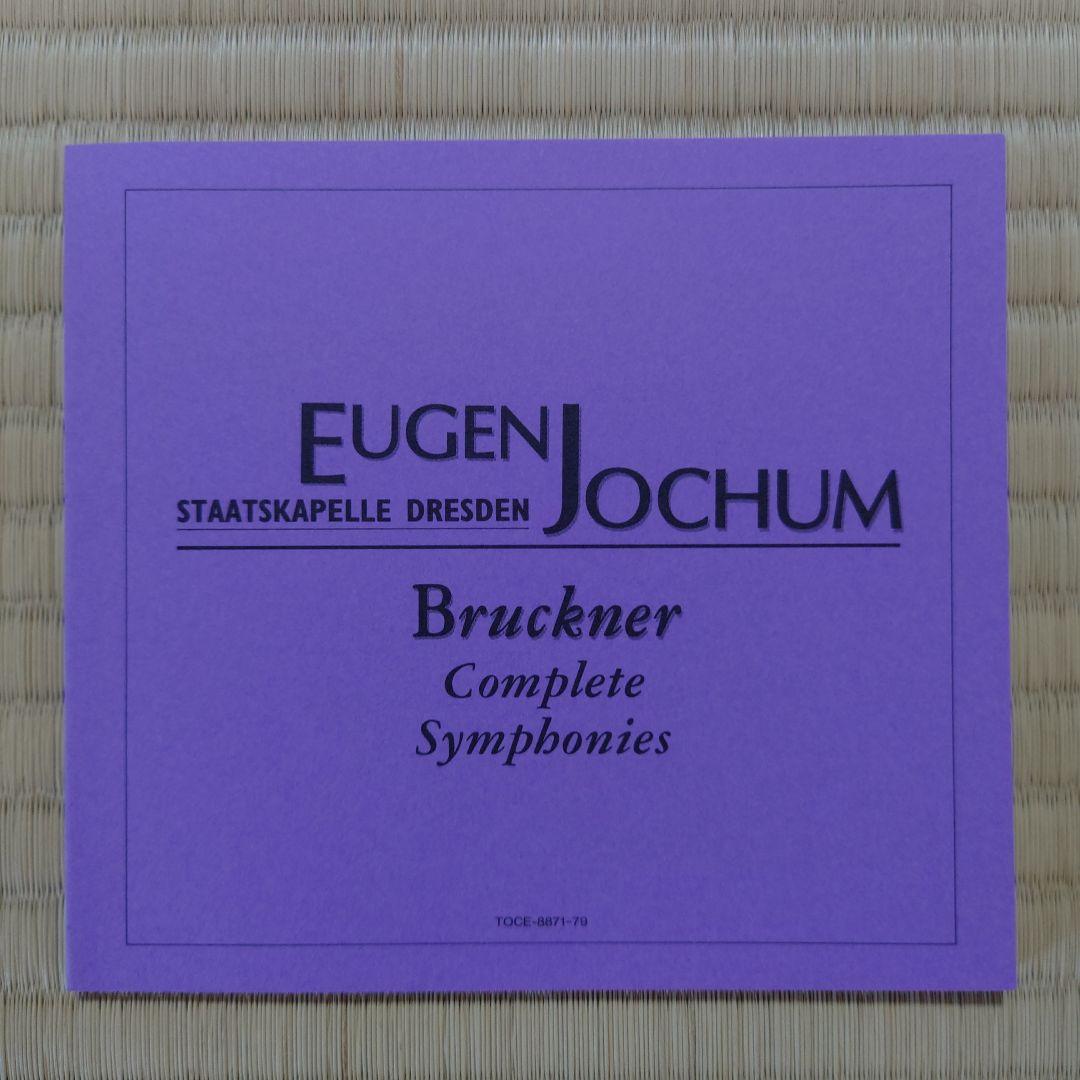 EUGEN
STAATSKAPELLE DRESDEN JOCHUM
Bruckner
Complete
Symphonies
TOCE-8871-79